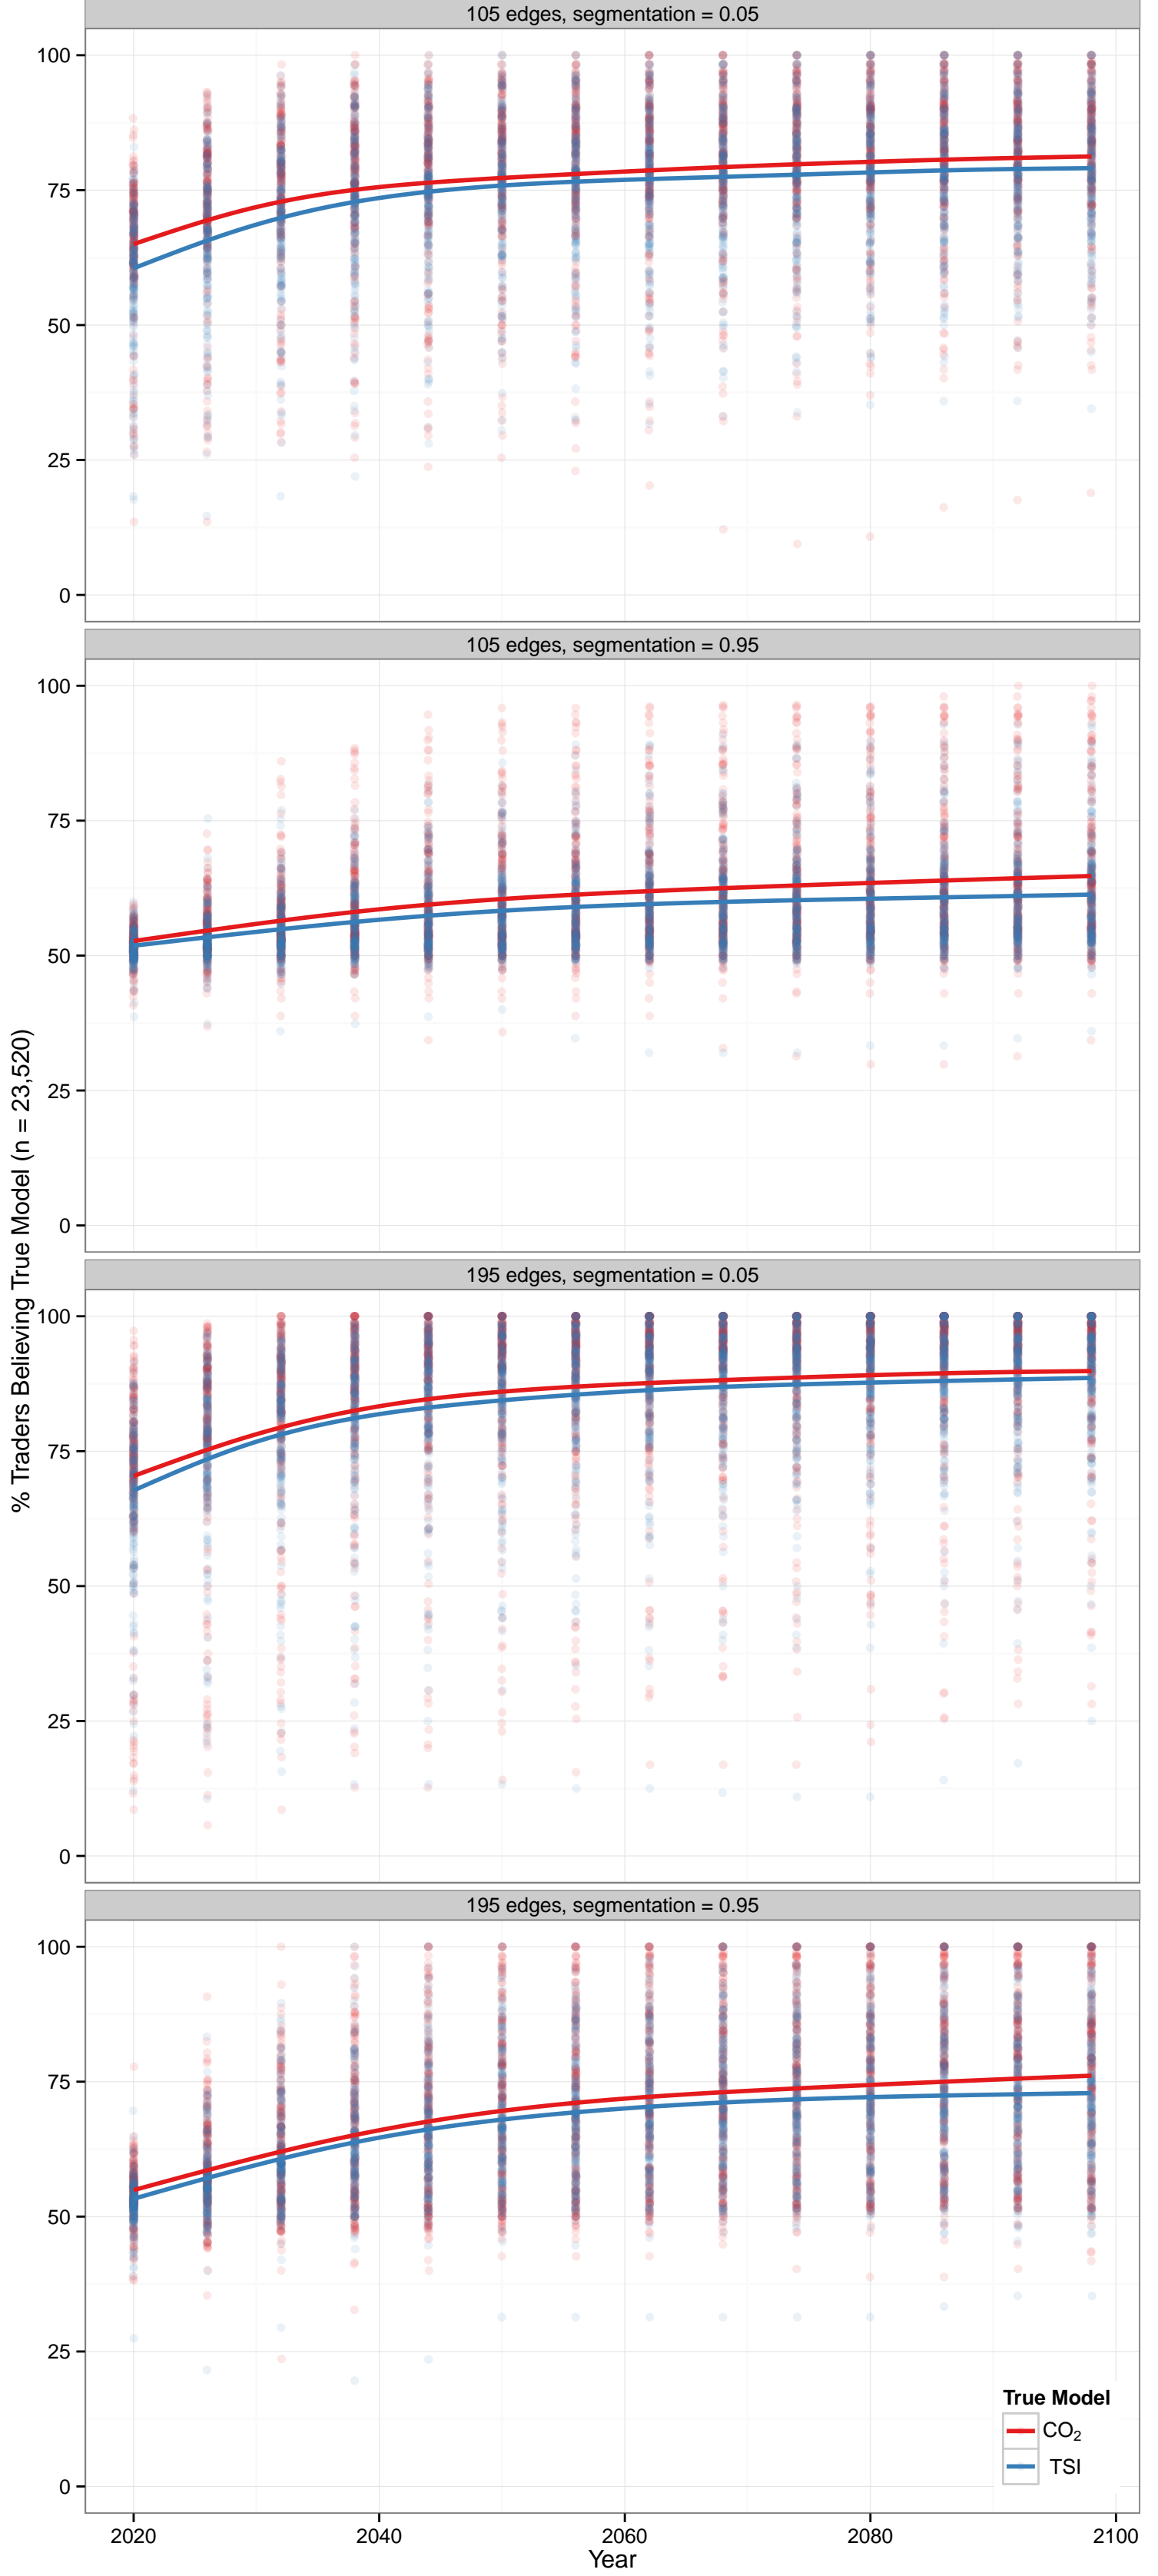 105 edges, segmentation = 0.05
100
75
50
25
0
105 edges, segmentation = 0.95
100
75
50
25
0
% Traders Believing True Model (n = 23,520)
195 edges, segmentation = 0.05
100
75
50
25
0
195 edges, segmentation = 0.95
100
75
50
25
0
True Model
CO₂
TSI
2020 2040 2060 2080 2100
Year